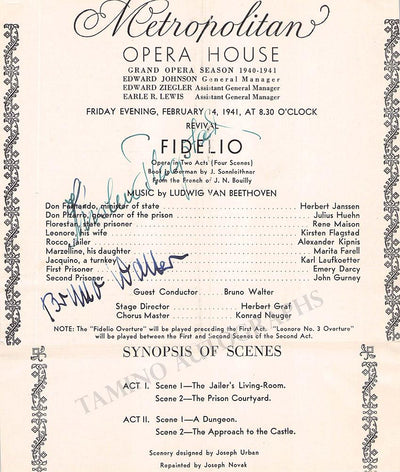 Metropolitan
OPERA HOUSE
GRAND OPERA SEASON 1940-1941
EDWARD JOHNSON General Manager
EDWARD ZIEGLER Assistant General Manager
EARLE R. LEWIS Assistant General Manager
FRIDAY EVENING, FEBRUARY 14, 1941, AT 8.30 O'CLOCK
REVIVAL
FIDELIO
Opera in Two Acts (Four Scenes)
Book in German by J. Sonnleithner
From the French of J. N. Bouilly
MUSIC by LUDWIG VAN BEETHOVEN
Don Fernando, minister of state Herbert Janssen
Don Pizarro, governor of the prison Julius Huehn
Florestan, state prisoner Rene Maison
Leonore, his wife Kirsten Flagstad
Rocco, jailer Alexander Kipnis
Marzelline, his daughter Marita Farell
Jacquino, a turnkey Karl Laufkoetter
First Prisoner Emery Darcy
Second Prisoner John Gurney
Kirsten Flagstad
Bruno Walter
Guest Conductor Bruno Walter
Stage Director Herbert Graf
Chorus Master Konrad Neuger
NOTE: The "Fidelio Overture" will be played preceding the First Act. "Leonore No. 3 Overture"
will be played between the First and Second Scenes of the Second Act.
SYNOPSIS OF SCENES
ACT I. Scene 1—The Jailer's Living-Room.
Scene 2—The Prison Courtyard.
ACT II. Scene 1—A Dungeon.
Scene 2—The Approach to the Castle.
Scenery designed by Joseph Urban
Repainted by Joseph Novak
TAMINO AUTOGRAPHS